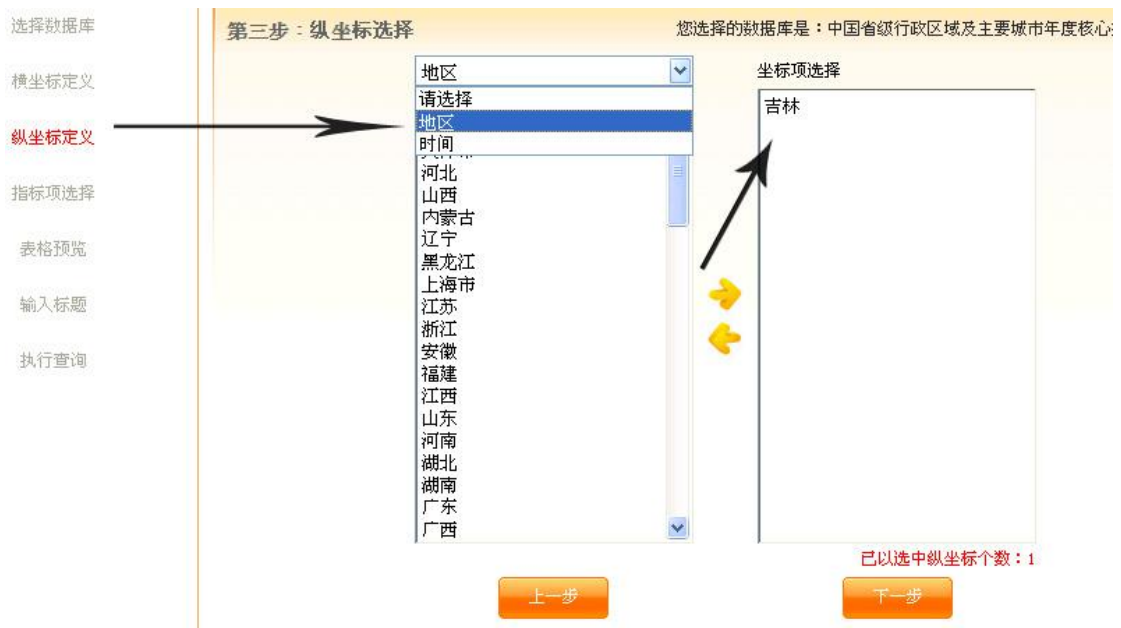 选择数据库
横坐标定义
纵坐标定义
指标项选择
表格预览
输入标题
执行查询
第三步：纵坐标选择
您选择的数据库是：中国省级行政区域及主要城市年度核心
地区
请选择
地区
时间
河北
山西
内蒙古
辽宁
黑龙江
上海市
江苏
浙江
安徽
福建
江西
山东
河南
湖北
湖南
广东
广西
坐标项选择
吉林
已以选中纵坐标个数：1
上一步
下一步